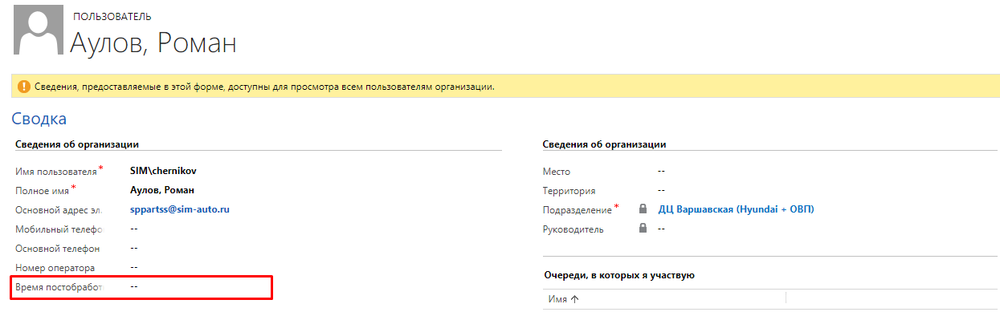 ПОЛЬЗОВАТЕЛЬ
Аулов, Роман
Сведения, предоставляемые в этой форме, доступны для просмотра всем пользователям организации.
Сводка
Сведения об организации
Имя пользователя* SIM\chernikov
Полное имя* Аулов, Роман
Основной адрес эл. sppartss@sim-auto.ru
Мобильный телефо --
Основной телефон --
Номер оператора --
Время постобработ --
Сведения об организации
Место --
Территория --
Подразделение* ДЦ Варшавская (Hyundai + ОВП)
Руководитель --
Очереди, в которых я участвую
Имя ↑